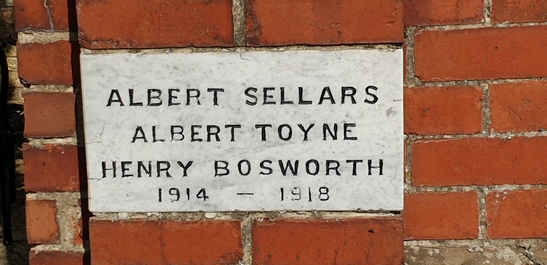 ALBERT SELLARS
ALBERT TOYNE
HENRY BOSWORTH
1914 — 1918